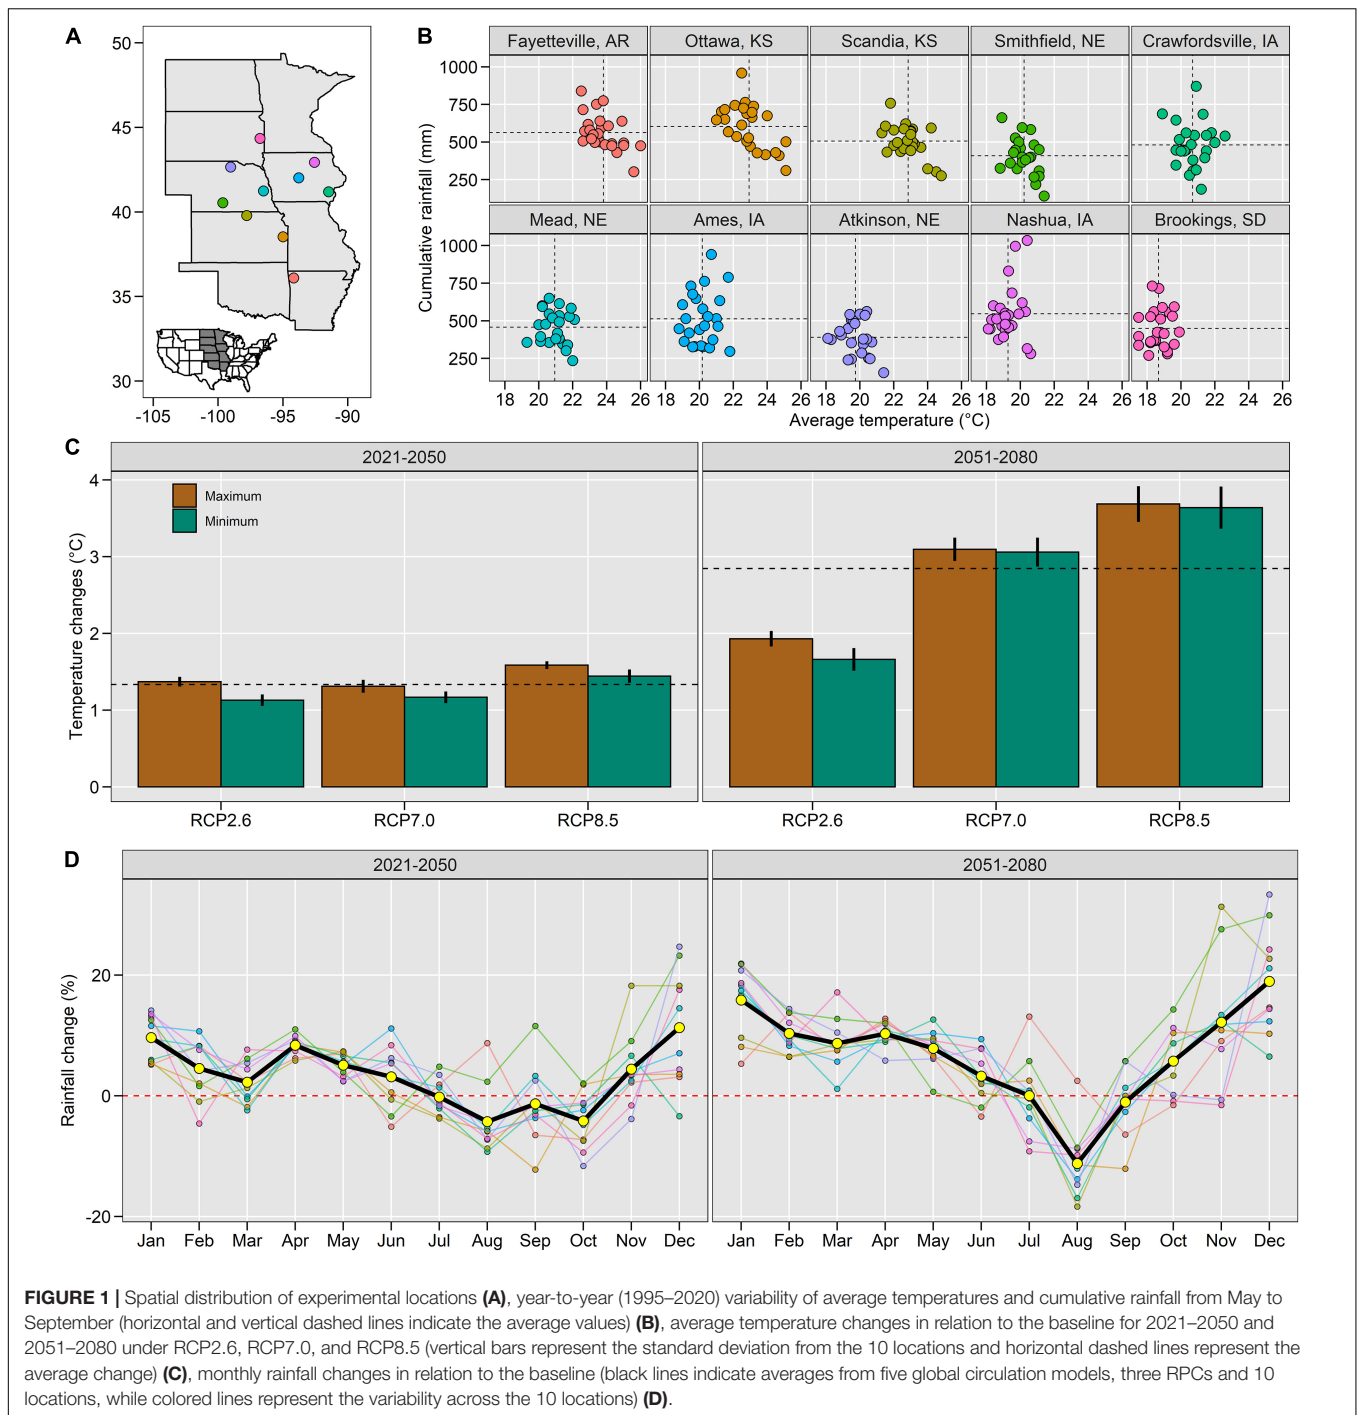 A
50
45
40
35
30
-105
-100
-95
-90
B
Fayetteville, AR
Ottawa, KS
Scandia, KS
Smithfield, NE
Crawfordsville, IA
1000
750
500
250
Mead, NE
Ames, IA
Atkinson, NE
Nashua, IA
Brookings, SD
1000
750
500
250
Cumulative rainfall (mm)
18 20 22 24 26
18 20 22 24 26
18 20 22 24 26
18 20 22 24 26
18 20 22 24 26
Average temperature (°C)
C
2021-2050
2051-2080
Maximum
Minimum
4
3
2
1
0
Temperature changes (°C)
RCP2.6
RCP7.0
RCP8.5
RCP2.6
RCP7.0
RCP8.5
D
2021-2050
2051-2080
20
0
-20
Rainfall change (%)
Jan Feb Mar Apr May Jun Jul Aug Sep Oct Nov Dec
Jan Feb Mar Apr May Jun Jul Aug Sep Oct Nov Dec
FIGURE 1 | Spatial distribution of experimental locations (A), year-to-year (1995–2020) variability of average temperatures and cumulative rainfall from May to
September (horizontal and vertical dashed lines indicate the average values) (B), average temperature changes in relation to the baseline for 2021–2050 and
2051–2080 under RCP2.6, RCP7.0, and RCP8.5 (vertical bars represent the standard deviation from the 10 locations and horizontal dashed lines represent the
average change) (C), monthly rainfall changes in relation to the baseline (black lines indicate averages from five global circulation models, three RPCs and 10
locations, while colored lines represent the variability across the 10 locations) (D).